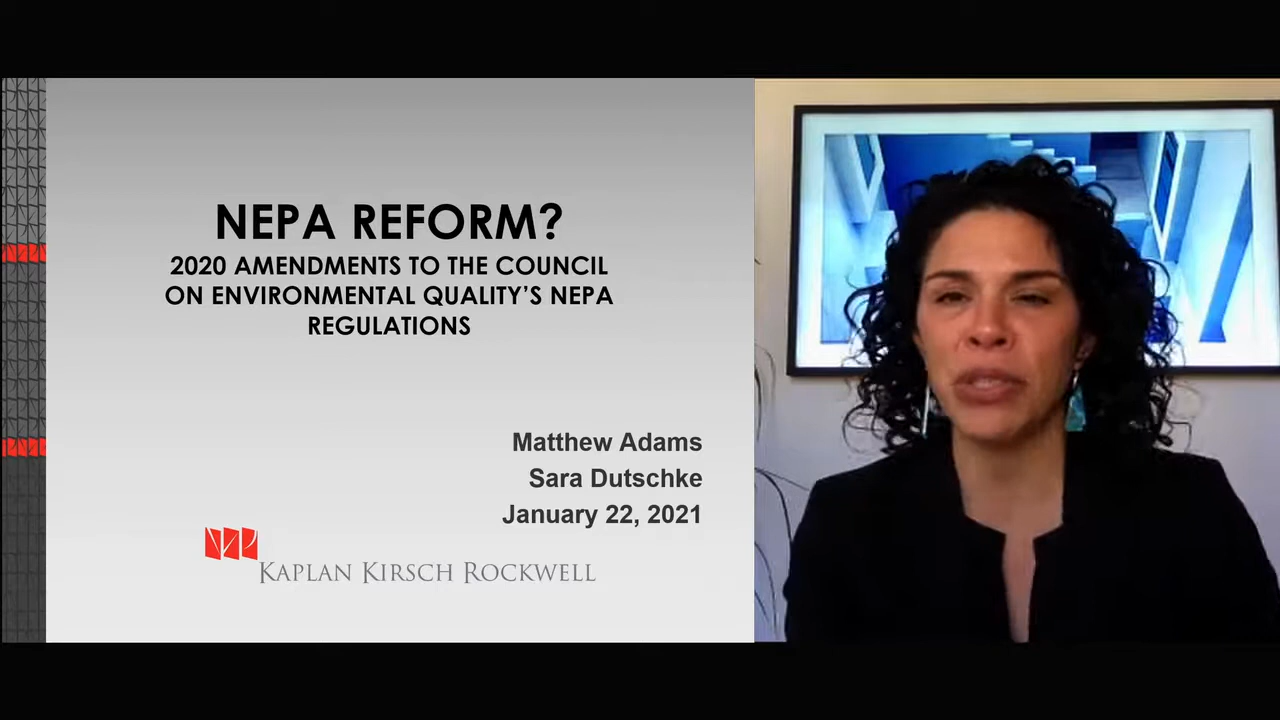 NEPA REFORM?
2020 AMENDMENTS TO THE COUNCIL
ON ENVIRONMENTAL QUALITY’S NEPA
REGULATIONS
Matthew Adams
Sara Dutschke
January 22, 2021
KAPLAN KIRSCH ROCKWELL